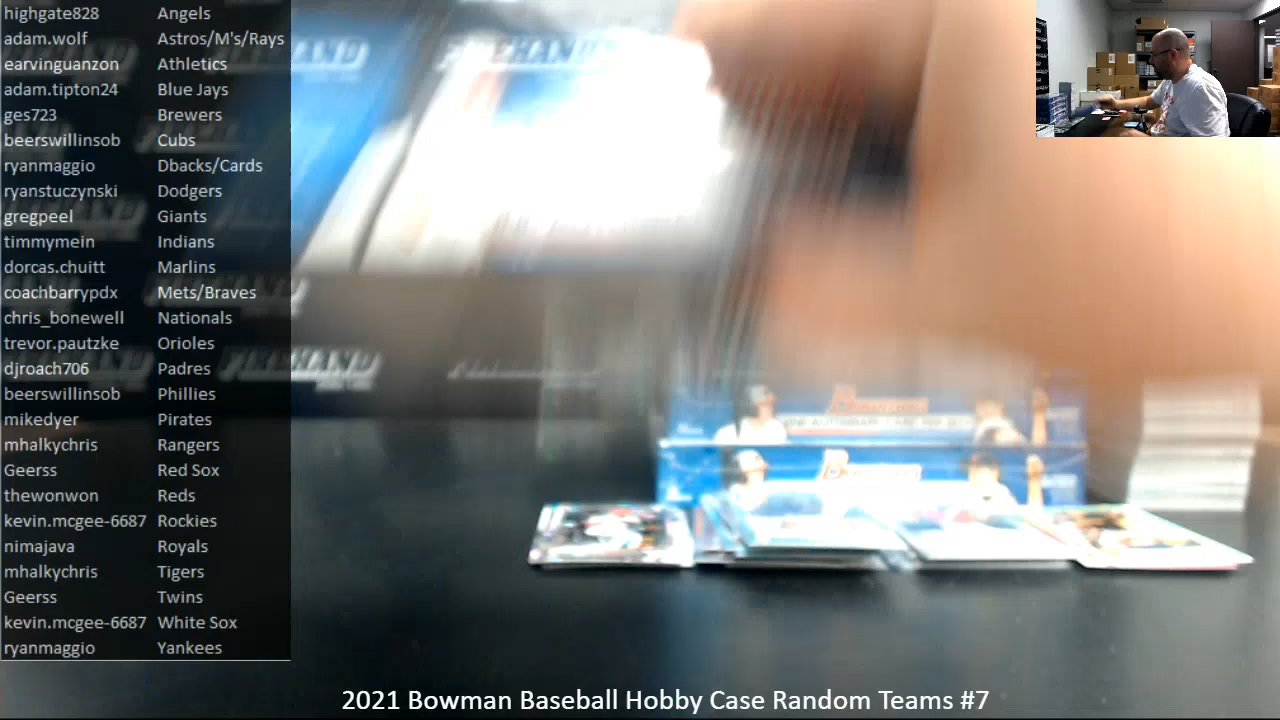 highgate828 Angels
adam.wolf Astros/M's/Rays
earvinguanzon Athletics
adam.tipton24 Blue Jays
ges723 Brewers
beerswillinsob Cubs
ryanmaggio Dbacks/Cards
ryanstuczynski Dodgers
gregpeel Giants
timmymein Indians
dorcas.chuitt Marlins
coachbarrypdx Mets/Braves
chris_bonewell Nationals
trevor.pautzke Orioles
djroach706 Padres
beerswillinsob Phillies
mikedyer Pirates
mhalkychris Rangers
Geerss Red Sox
thewonwon Reds
kevin.mcgee-6687 Rockies
nimajava Royals
mhalkychris Tigers
Geerss Twins
kevin.mcgee-6687 White Sox
ryanmaggio Yankees
Bowman
Bowman
2021 Bowman Baseball Hobby Case Random Teams #7